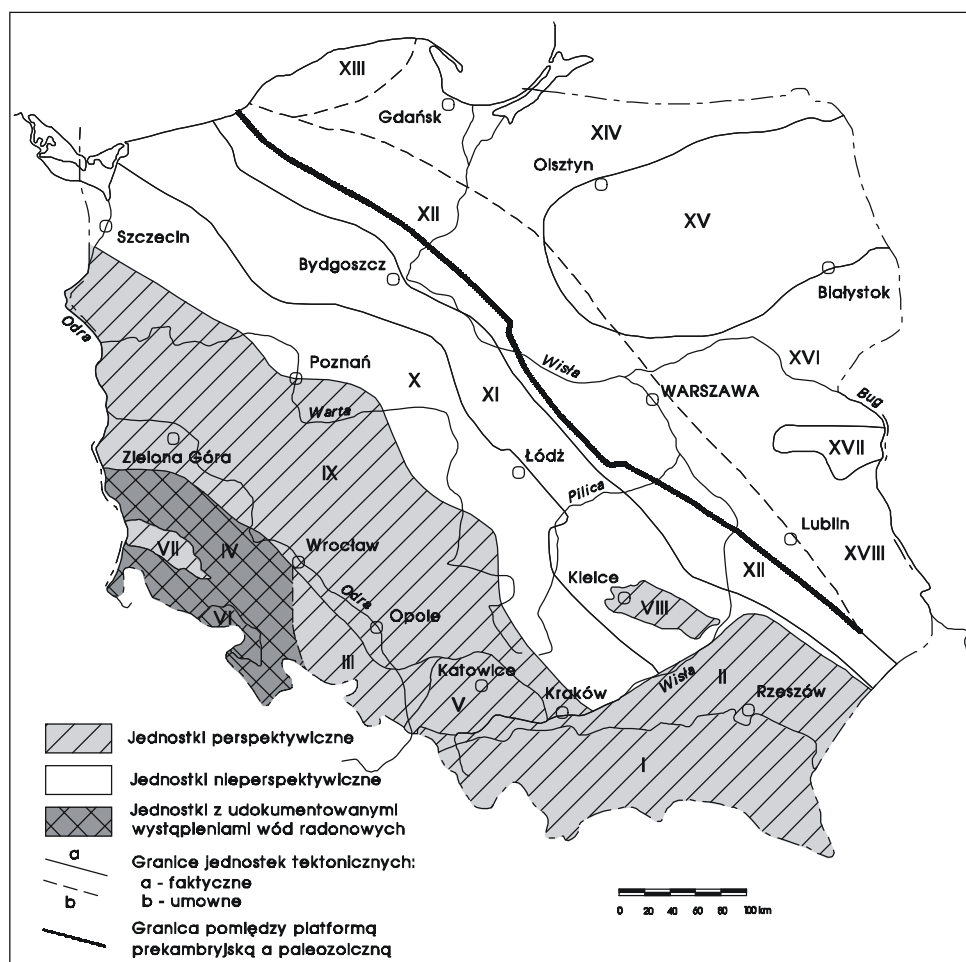 XIII
Gdańsk
XIV
Olsztyn
XII
XV
Szczecin
Bydgoszcz
Białystok
Odra
Poznań
Wisła
XVI
X
WARSZAWA
Bug
XI
Warta
Zielona Góra
Łódź
XVII
IX
Pilica
Lublin
VII
IV
Wrocław
XVIII
Kielce
XII
Odra
VIII
VI
Opole
III
Katowice
Wisła
II
V
Kraków
Rzeszów
I
Jednostki perspektywiczne
Jednostki nieperspektywiczne
Jednostki z udokumentowanymi
wystąpieniami wód radonowych
a
Granice jednostek tektonicznych:
a - faktyczne
b
b - umowne
Granica pomiędzy platformą
prekambryjską a paleozoiczną
0 20 40 60 80 100 km